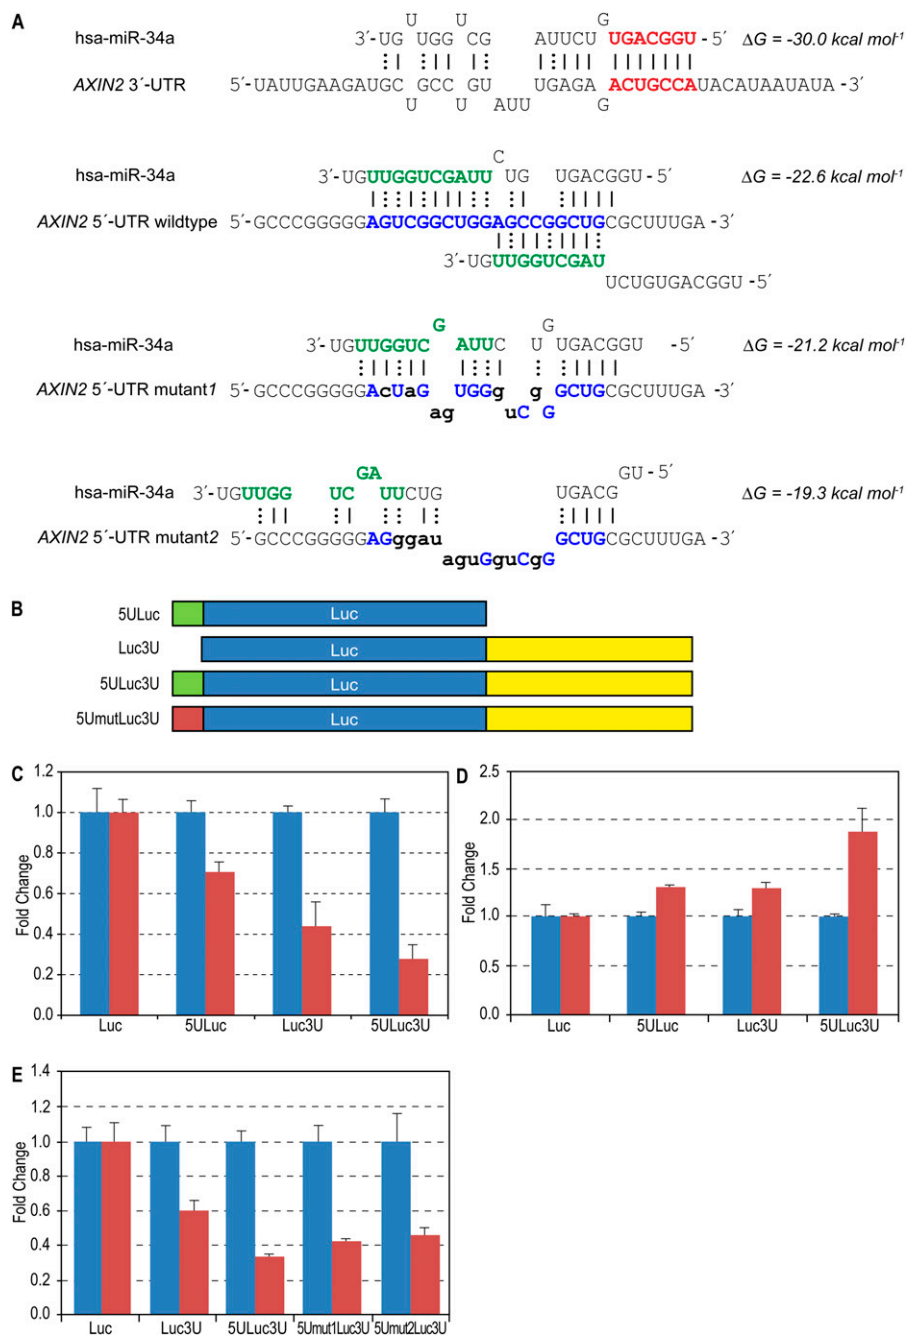 A
U U G
hsa-miR-34a 3´-UG UGG CG AUUCU UGACGGU -5´ ΔG = -30.0 kcal mol-1
AXIN2 3´-UTR 5´-UAUUGAAGAUGC GCC GU UGAGA ACUGCCAUACAUAAUAUA-3´
U U AUU G
C
hsa-miR-34a 3´-UGUUGGUCGAUU UG UGACGGU-5´ ΔG = -22.6 kcal mol-1
AXIN2 5´-UTR wildtype 5´-GCCCGGGGGAGUCGGCUGGAGCCGGCUGCGCUUUGA-3´
3´-UGUUGGUCGAU
UCUGUGACGGU-5´
G G
hsa-miR-34a 3´-UGUUGGUC AUUC U UGACGGU -5´ ΔG = -21.2 kcal mol-1
AXIN2 5´-UTR mutant1 5´-GCCCGGGGGAcUaG UGGg g GCUGCGCUUUGA-3´
ag uC G
GA GU-5´
hsa-miR-34a 3´-UGUUGG UC UUCUG UGACG ΔG = -19.3 kcal mol-1
AXIN2 5´-UTR mutant2 5´-GCCCGGGGGAGggau GCUGCGCUUUGA-3´
aguGguCgG
B
5ULuc Luc
Luc3U Luc
5ULuc3U Luc
5UmutLuc3U Luc
C
1.2
1.0
0.8
0.6
0.4
0.2
0.0
Fold Change
Luc 5ULuc Luc3U 5ULuc3U
D
2.5
2.0
1.5
1.0
0.5
0.0
Fold Change
Luc 5ULuc Luc3U 5ULuc3U
E
1.4
1.2
1.0
0.8
0.6
0.4
0.2
0.0
Fold Change
Luc Luc3U 5ULuc3U 5Umut1Luc3U 5Umut2Luc3U